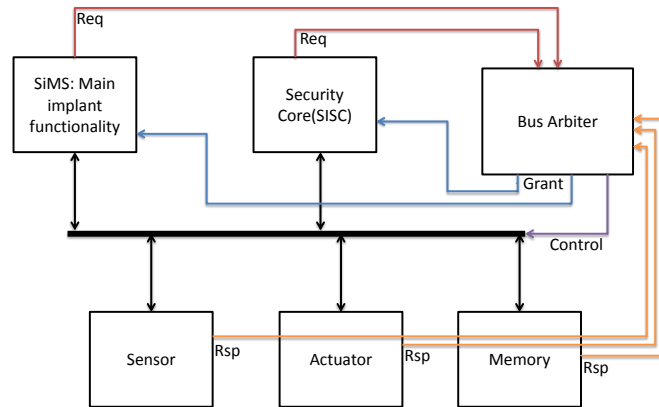 Req
Req
SiMS: Main
implant
functionality
Security
Core(SISC)
Bus Arbiter
Grant
Control
Sensor
Rsp
Actuator
Rsp
Memory
Rsp